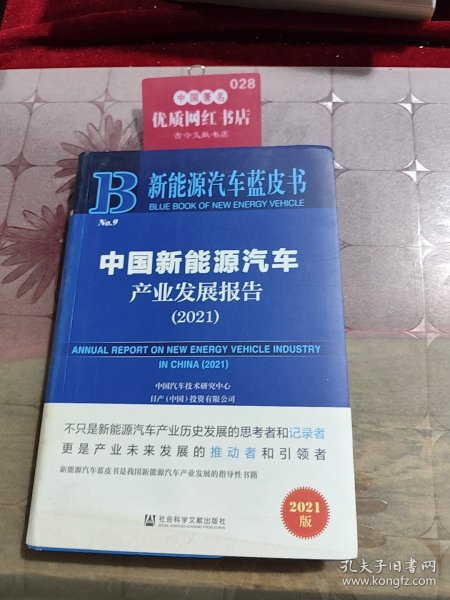 028
中国著名
优质网红书店
古今文献书店
B
新能源汽车蓝皮书
BLUE BOOK OF NEW ENERGY VEHICLE
No.9
中国新能源汽车
产业发展报告
(2021)
ANNUAL REPORT ON NEW ENERGY VEHICLE INDUSTRY
IN CHINA (2021)
中国汽车技术研究中心
日产(中国)投资有限公司
不只是新能源汽车产业历史发展的思考者和记录者
更是产业未来发展的推动者和引领者
新能源汽车蓝皮书是我国新能源汽车产业发展的指导性书籍
2021
版
社会科学文献出版社
SOCIAL SCIENCES ACADEMIC PRESS (CHINA)
孔夫子旧书网
www.kongfz.com